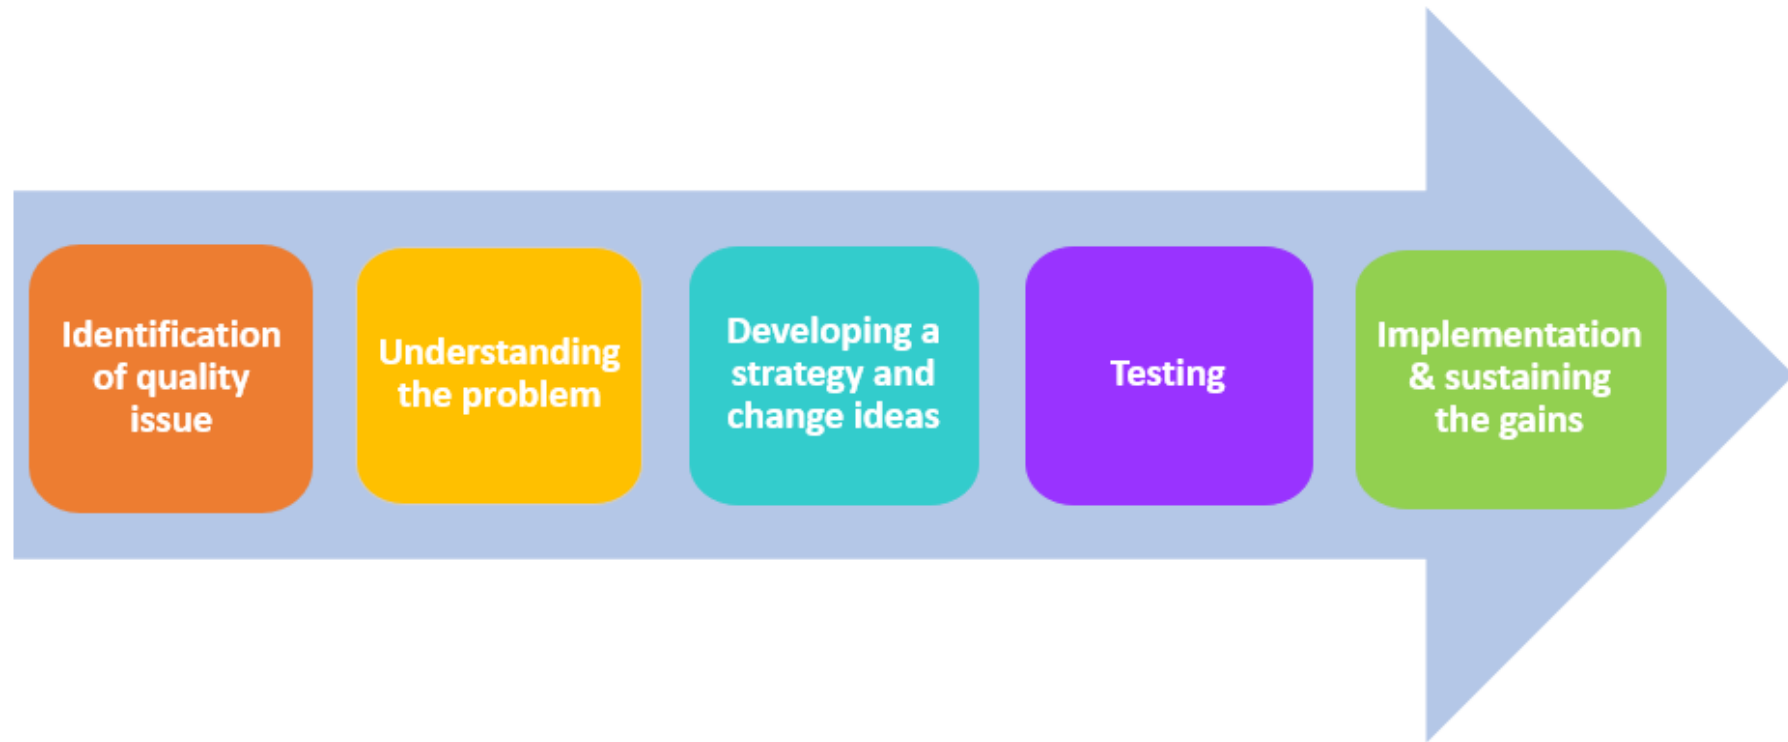 Identification
of quality
issue
Understanding
the problem
Developing a
strategy and
change ideas
Testing
Implementation
& sustaining
the gains